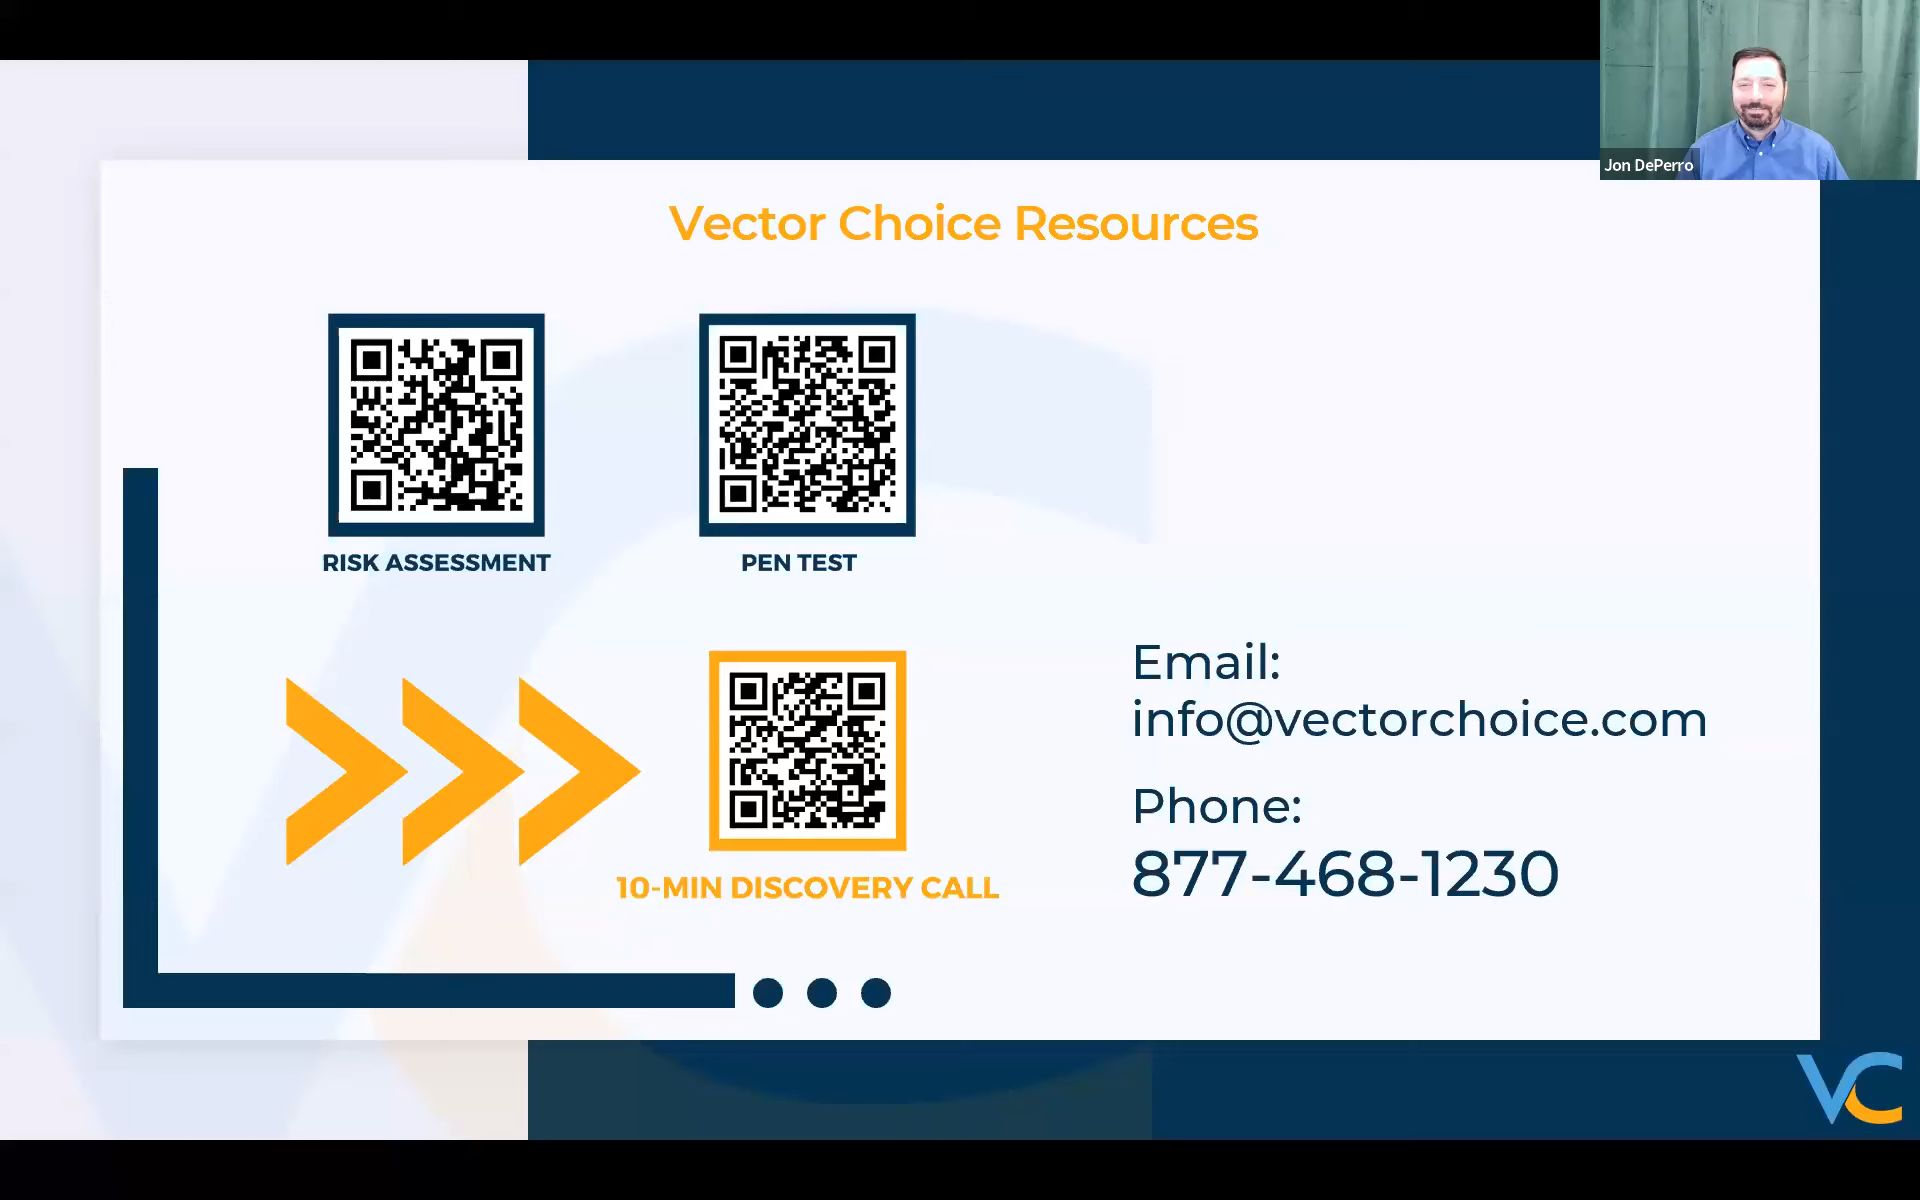 Jon DePerro
Vector Choice Resources
RISK ASSESSMENT
PEN TEST
10-MIN DISCOVERY CALL
Email:
info@vectorchoice.com
Phone:
877-468-1230
VC